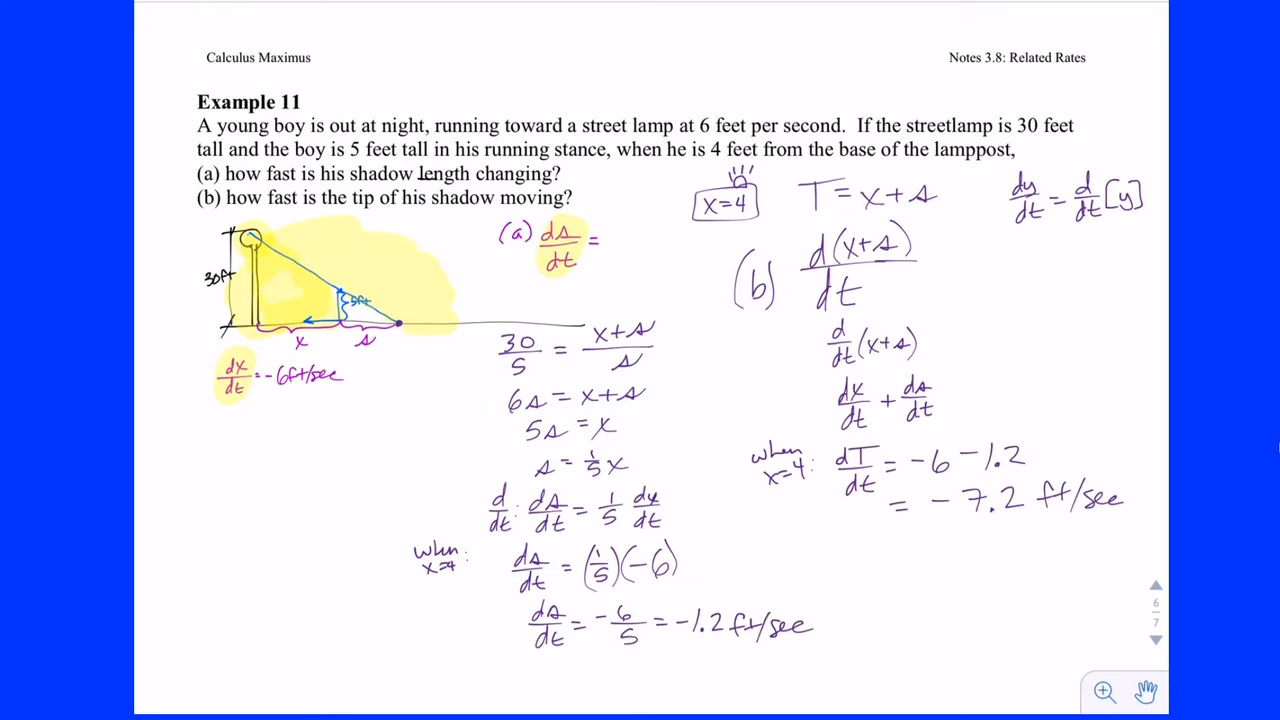 Calculus Maximus
Notes 3.8: Related Rates
Example 11
A young boy is out at night, running toward a street lamp at 6 feet per second. If the streetlamp is 30 feet
tall and the boy is 5 feet tall in his running stance, when he is 4 feet from the base of the lamppost,
(a) how fast is his shadow length changing?
(b) how fast is the tip of his shadow moving?
30ft
5ft
x
s
dx/dt = -6ft/sec
(a) ds/dt =
30/5 = x+s/s
6s = x+s
5s = x
s = 1/5 x
d/dt: ds/dt = 1/5 dx/dt
when x=4: ds/dt = (1/5)(-6)
ds/dt = -6/5 = -1.2 ft/sec
x=4
T = x+s
dy/dt = d/dt [y]
(b) d(x+s)/dt
d/dt (x+s)
dx/dt + ds/dt
when x=4: dT/dt = -6 -1.2
= -7.2 ft/sec
6
7